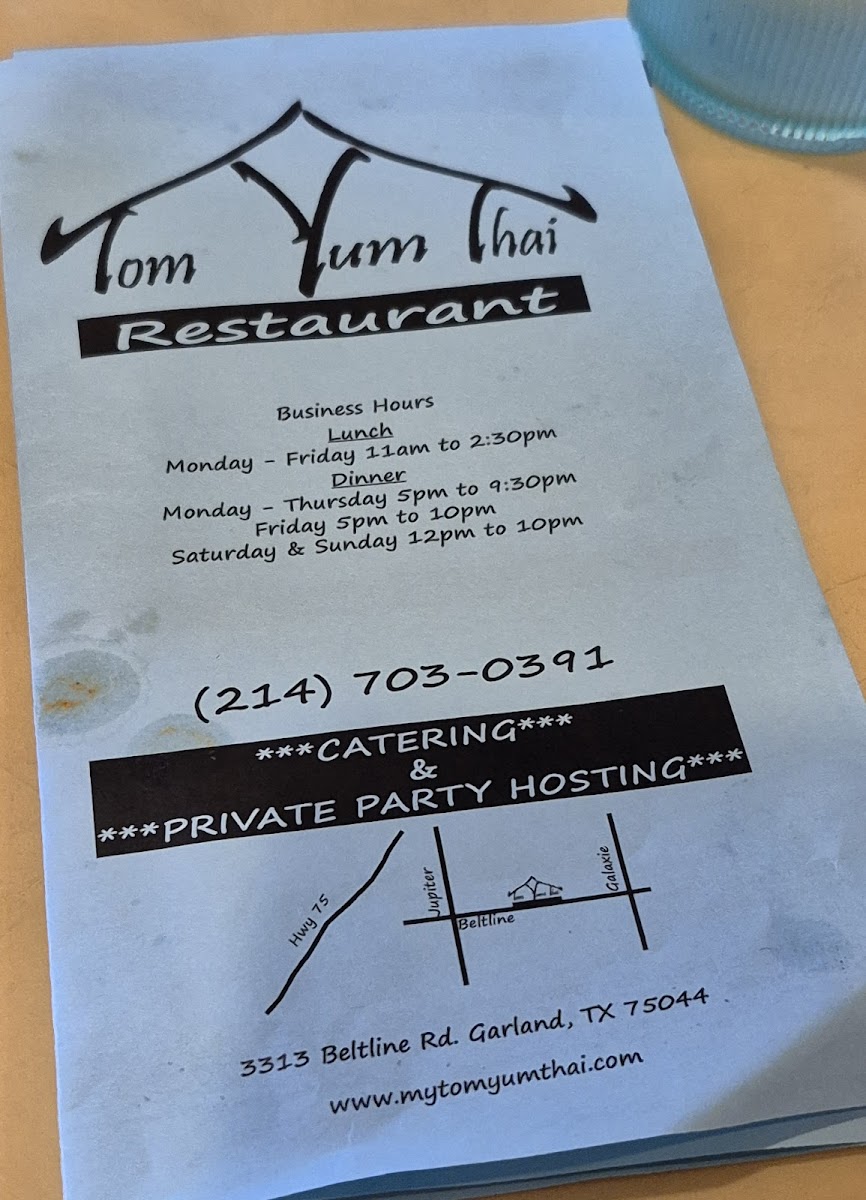 Tom Yum Thai
Restaurant
Business Hours
Lunch
Monday - Friday 11am to 2:30pm
Dinner
Monday - Thursday 5pm to 9:30pm
Friday 5pm to 10pm
Saturday & Sunday 12pm to 10pm
(214) 703-0391
***CATERING***
&
***PRIVATE PARTY HOSTING***
Hwy 75
Jupiter
Beltline
Galaxie
3313 Beltline Rd. Garland, TX 75044
www.mytomyumthai.com